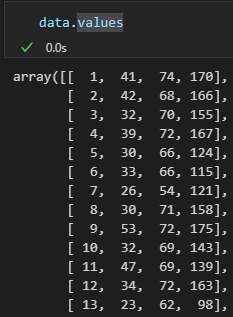 data.values
0.0s
array([[  1,  41,  74, 170],
[  2,  42,  68, 166],
[  3,  32,  70, 155],
[  4,  39,  72, 167],
[  5,  30,  66, 124],
[  6,  33,  66, 115],
[  7,  26,  54, 121],
[  8,  30,  71, 158],
[  9,  53,  72, 175],
[ 10,  32,  69, 143],
[ 11,  47,  69, 139],
[ 12,  34,  72, 163],
[ 13,  23,  62,  98],